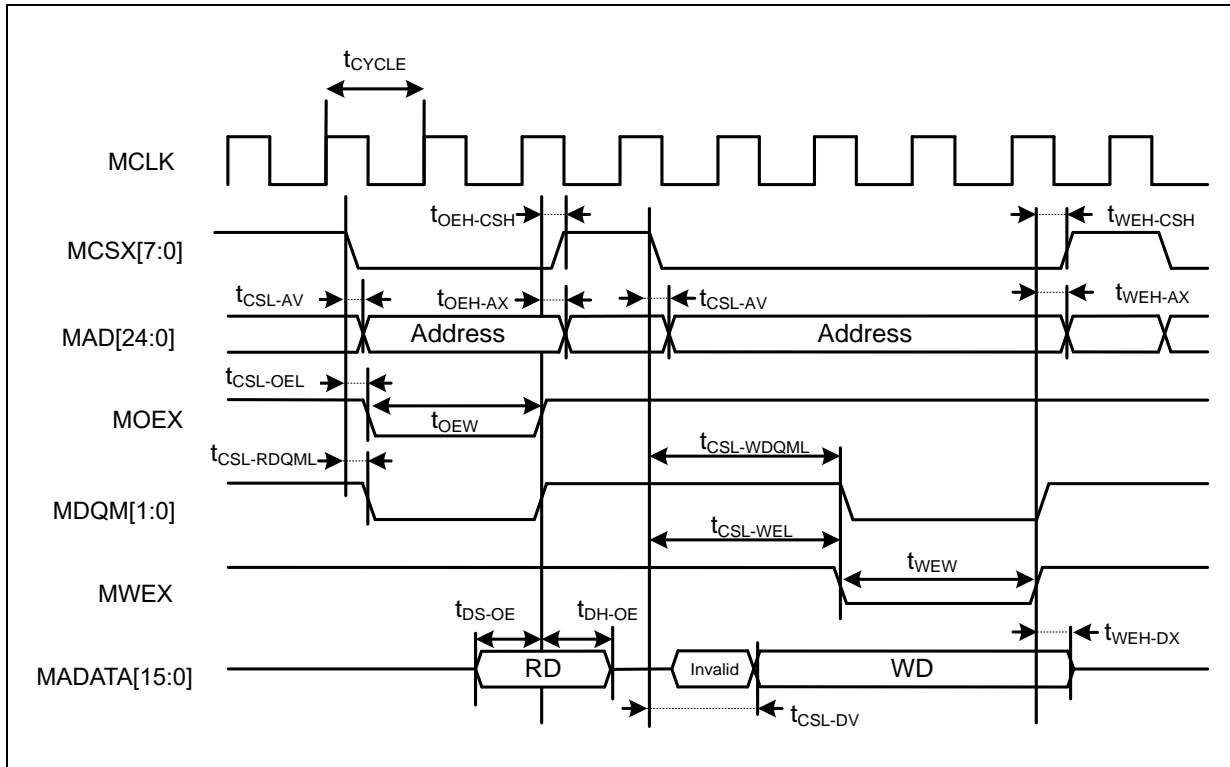 tCYCLE
MCLK
tOEH-CSH
tWEH-CSH
MCSX[7:0]
tCSL-AV
tOEH-AX
tCSL-AV
tWEH-AX
MAD[24:0]
Address
Address
tCSL-OEL
MOEX
tOEW
tCSL-WDQML
tCSL-RDQML
MDQM[1:0]
tCSL-WEL
tWEW
MWEX
tDS-OE
tDH-OE
tWEH-DX
MADATA[15:0]
RD
Invalid
WD
tCSL-DV